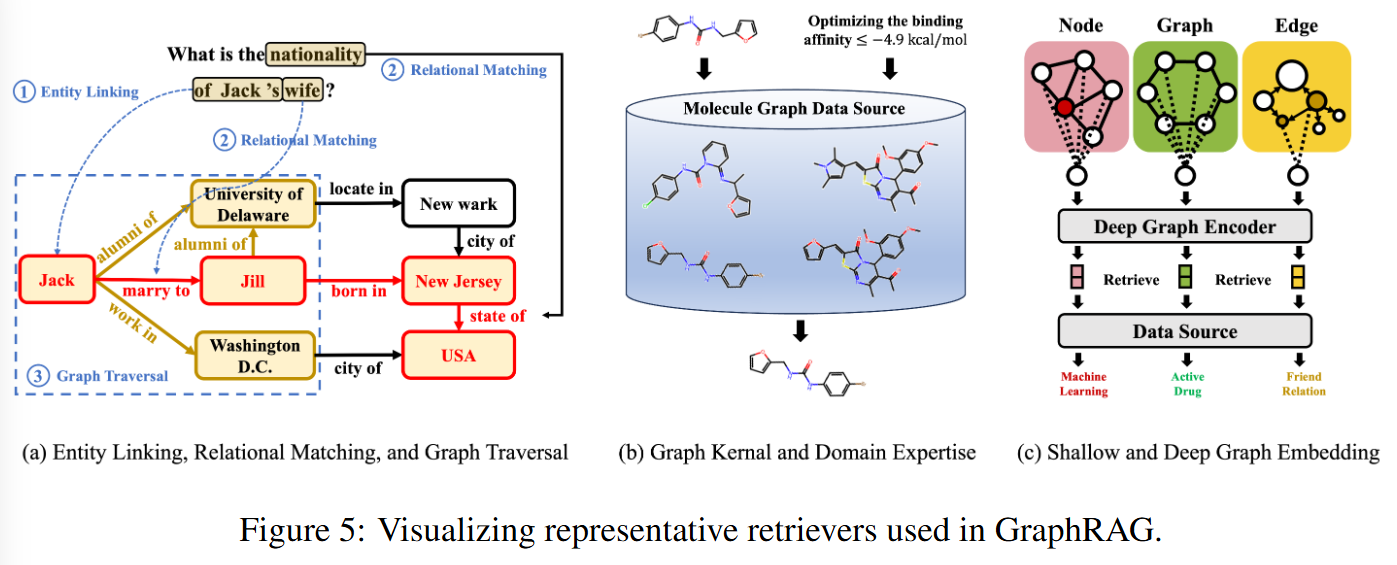 What is the nationality
of Jack 's wife ?
① Entity Linking
② Relational Matching
② Relational Matching
University of
Delaware
locate in
New wark
alumni of
alumni of
city of
Jack
marry to
Jill
born in
New Jersey
work in
state of
Washington
D.C.
city of
USA
③ Graph Traversal
(a) Entity Linking, Relational Matching, and Graph Traversal
Optimizing the binding
affinity ≤ −4.9 kcal/mol
Molecule Graph Data Source
(b) Graph Kernal and Domain Expertise
Node Graph Edge
Deep Graph Encoder
Retrieve Retrieve
Data Source
Machine
Learning
Active
Drug
Friend
Relation
(c) Shallow and Deep Graph Embedding
Figure 5: Visualizing representative retrievers used in GraphRAG.